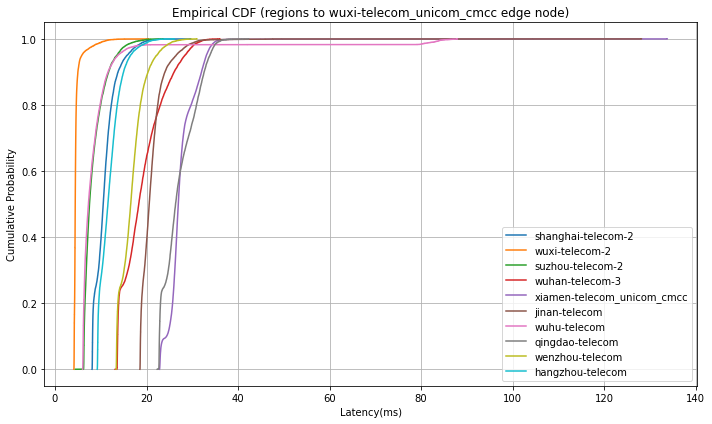 Empirical CDF (regions to wuxi-telecom_unicom_cmcc edge node)
Cumulative Probability
1.0
0.8
0.6
0.4
0.2
0.0
shanghai-telecom-2
wuxi-telecom-2
suzhou-telecom-2
wuhan-telecom-3
xiamen-telecom_unicom_cmcc
jinan-telecom
wuhu-telecom
qingdao-telecom
wenzhou-telecom
hangzhou-telecom
0 20 40 60 80 100 120 140
Latency(ms)